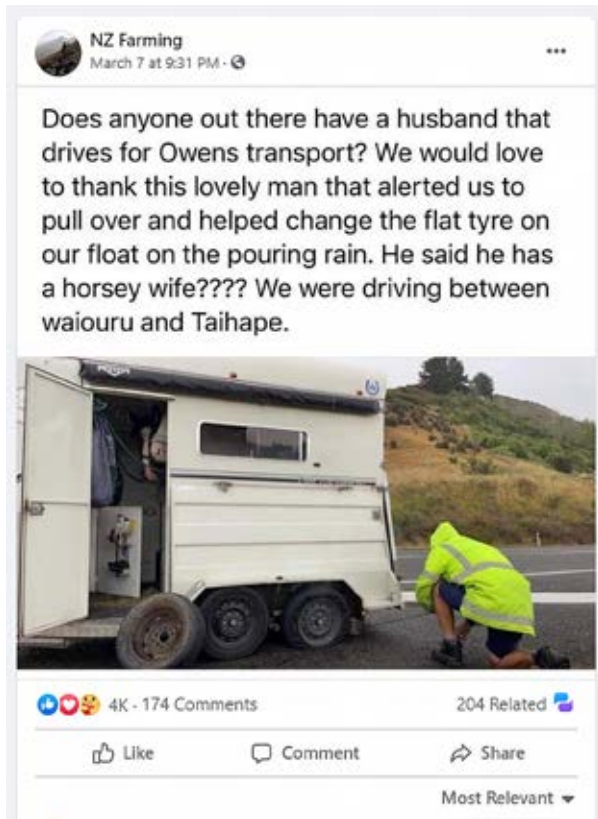 NZ Farming
March 7 at 9:31 PM ·
Does anyone out there have a husband that
drives for Owens transport? We would love
to thank this lovely man that alerted us to
pull over and helped change the flat tyre on
our float on the pouring rain. He said he has
a horsey wife???? We were driving between
waiouru and Taihape.
4K - 174 Comments
204 Related
Like
Comment
Share
Most Relevant